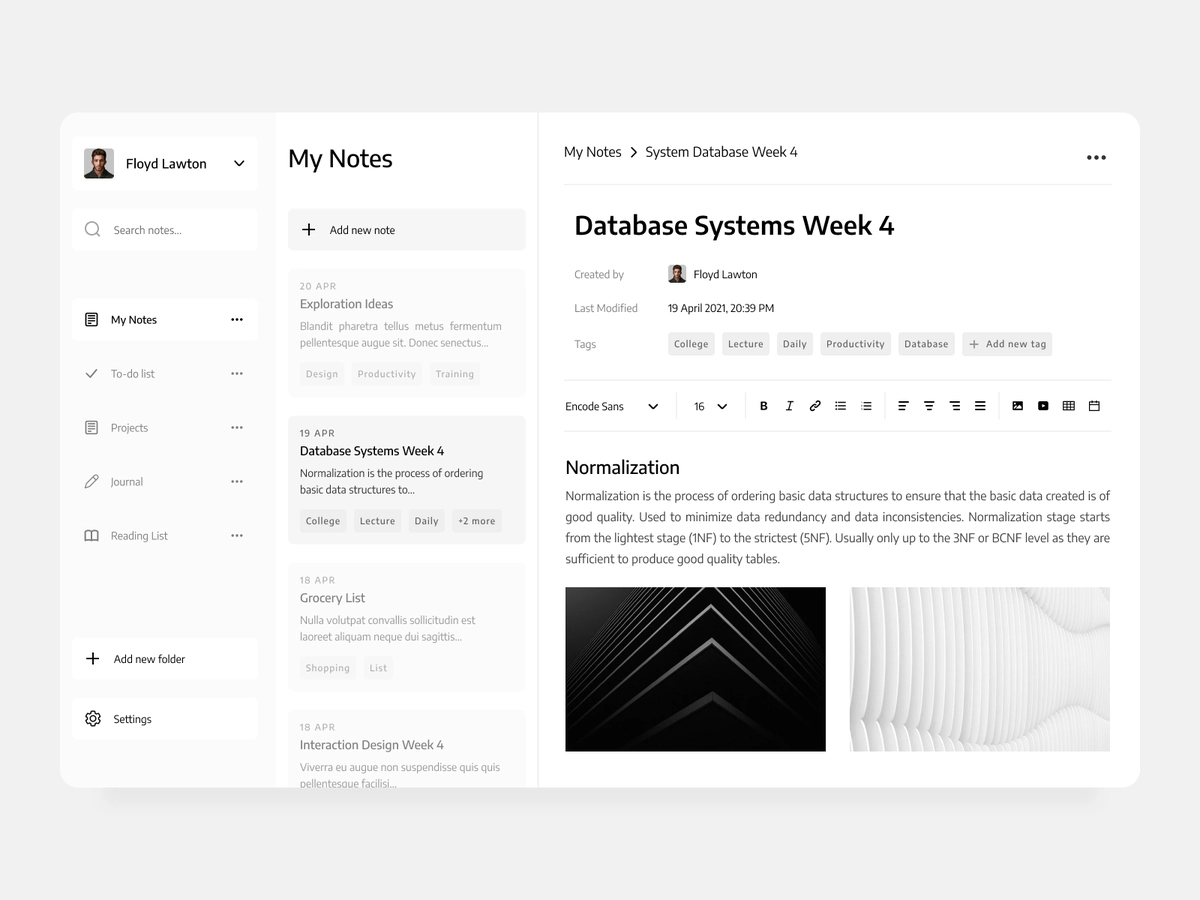 Floyd Lawton
Search notes...
My Notes
To-do list
Projects
Journal
Reading List
Add new folder
Settings
My Notes
Add new note
20 APR
Exploration Ideas
Blandit pharetra tellus metus fermentum
pellentesque augue sit. Donec senectus...
Design Productivity Training
19 APR
Database Systems Week 4
Normalization is the process of ordering
basic data structures to...
College Lecture Daily +2 more
18 APR
Grocery List
Nulla volutpat convallis sollicitudin est
laoreet aliquam neque dui sagittis...
Shopping List
18 APR
Interaction Design Week 4
Viverra eu augue non suspendisse quis quis
pellentesque facilisi...
My Notes > System Database Week 4
Database Systems Week 4
Created by Floyd Lawton
Last Modified 19 April 2021, 20:39 PM
Tags College Lecture Daily Productivity Database + Add new tag
Encode Sans 16 B I
Normalization
Normalization is the process of ordering basic data structures to ensure that the basic data created is of
good quality. Used to minimize data redundancy and data inconsistencies. Normalization stage starts
from the lightest stage (1NF) to the strictest (5NF). Usually only up to the 3NF or BCNF level as they are
sufficient to produce good quality tables.